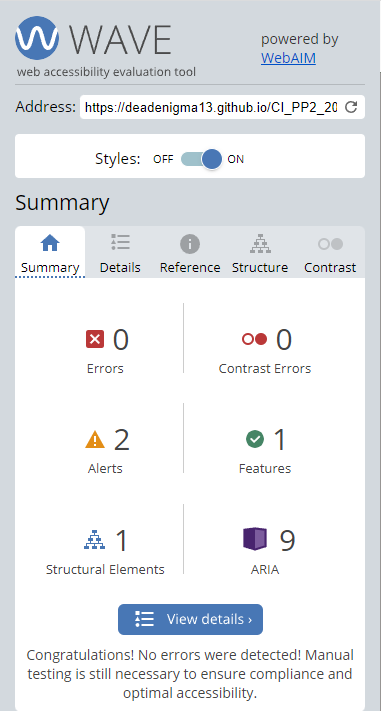 WAVE
powered by
WebAIM
web accessibility evaluation tool
Address: https://deadenigma13.github.io/CI_PP2_20
Styles: OFF ON
Summary
Summary Details Reference Structure Contrast
0 0
Errors Contrast Errors
2 1
Alerts Features
1 9
Structural Elements ARIA
View details ›
Congratulations! No errors were detected! Manual
testing is still necessary to ensure compliance and
optimal accessibility.